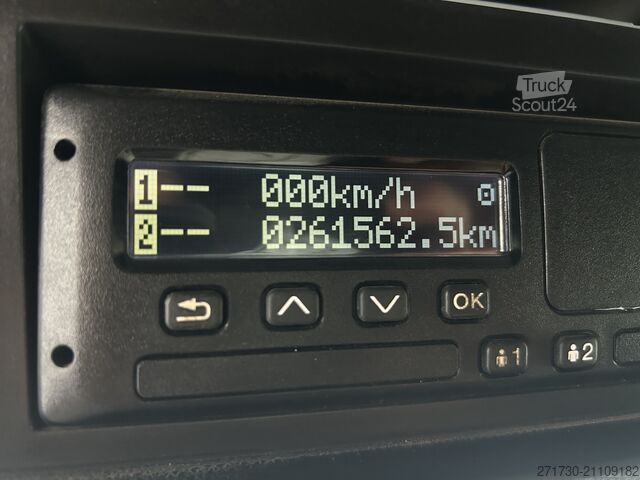 Truck
Scout24
1-- 000km/h
2-- 0261562.5km
OK
1
2
271730-21109182